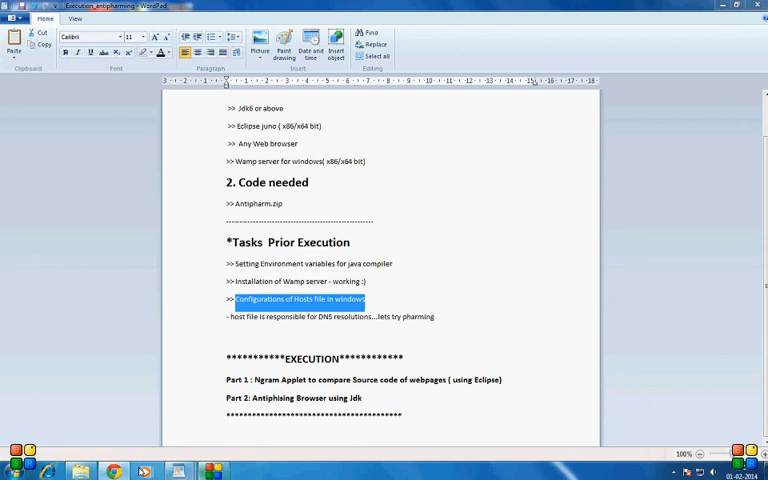 Execution_antipharming - WordPad
Home
View
Cut
Copy
Paste
Clipboard
Calibri
11
Font
Paragraph
Picture
Paint drawing
Date and time
Insert object
Insert
Find
Replace
Select all
Editing
>> Jdk6 or above
>> Eclipse juno ( x86/x64 bit)
>> Any Web browser
>> Wamp server for windows( x86/x64 bit)
2. Code needed
>> Antipharm.zip
------------------------------------------------------
*Tasks Prior Execution
>> Setting Environment variables for java compiler
>> Installation of Wamp server - working :)
>> Configurations of Hosts file in windows
- host file is responsible for DNS resolutions...lets try pharming
***********EXECUTION************
Part 1 : Ngram Applet to compare Source code of webpages ( using Eclipse)
Part 2: Antiphising Browser using Jdk
******************************************
100%
01-02-2014